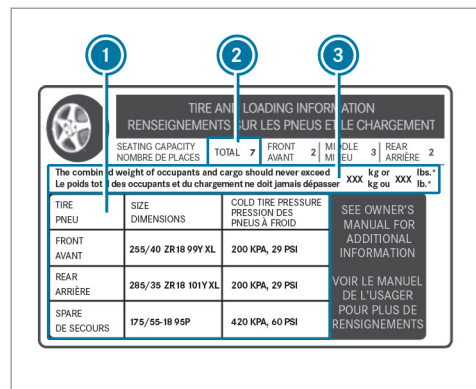 1 2 3
TIRE AND LOADING INFORMATION
RENSEIGNEMENTS SUR LES PNEUS ET LE CHARGEMENT
SEATING CAPACITY TOTAL 7 FRONT 2 MIDDLE 3 REAR 2
NOMBRE DE PLACES AVANT MILIEU ARRIÈRE
The combined weight of occupants and cargo should never exceed XXX kg or XXX lbs.*
Le poids total des occupants et du chargement ne doit jamais dépasser kg ou lb.*
TIRE SIZE COLD TIRE PRESSURE
PNEU DIMENSIONS PRESSION DES
PNEUS À FROID
FRONT
AVANT 255/40 ZR18 99Y XL 200 KPA, 29 PSI
REAR
ARRIÈRE 285/35 ZR18 101Y XL 200 KPA, 29 PSI
SPARE
DE SECOURS 175/55-18 95P 420 KPA, 60 PSI
SEE OWNER'S
MANUAL FOR
ADDITIONAL
INFORMATION
VOIR LE MANUEL
DE L'USAGER
POUR PLUS DE
RENSIGNEMENTS